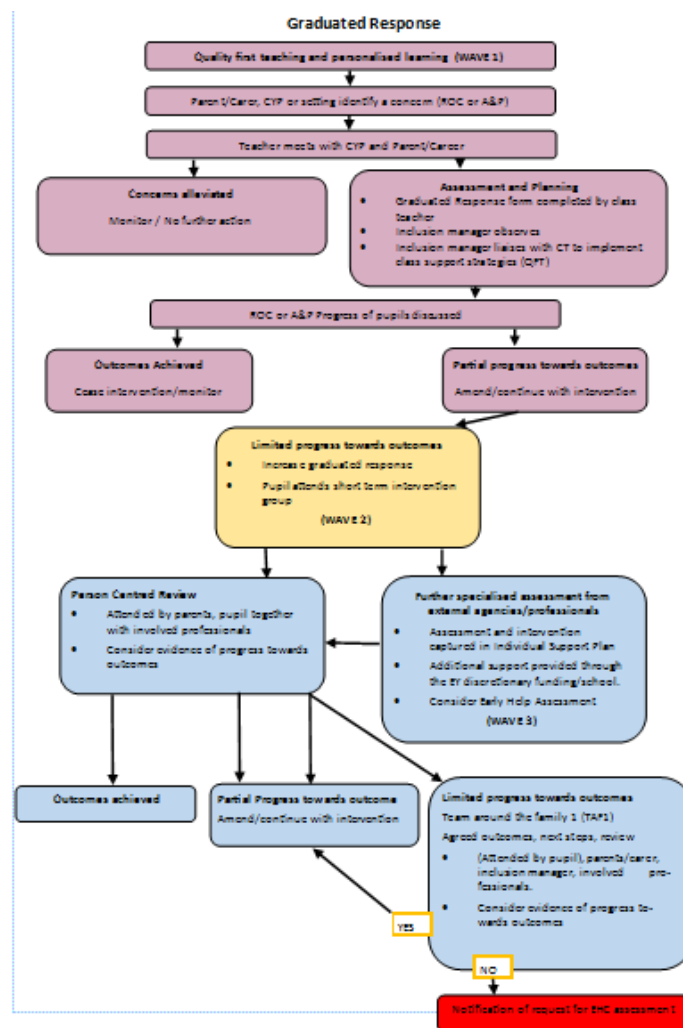 Graduated Response
Quality first teaching and personalised learning (WAVE 1)
Parent/Carer, CYP or setting identify a concern (ROC or A&P)
Teacher meets with CYP and Parent/Career
Concerns alleviated
Monitor / No further action
Assessment and Planning
• Graduated Response form completed by class
teacher
• Inclusion manager observes
• Inclusion manager liaises with CT to implement
class support strategies (QFT)
ROC or A&P Progress of pupils discussed
Outcomes Achieved
Cease intervention/monitor
Partial progress towards outcomes
Amend/continue with intervention
Limited progress towards outcomes
• Increase graduated response
• Pupil attends short term intervention
group
(WAVE 2)
Person Centred Review
• Attended by parents, pupil together
with involved professionals
• Consider evidence of progress towards
outcomes
Further specialised assessment from
external agencies/professionals
• Assessment and intervention
captured in Individual Support Plan
• Additional support provided through
the EY discretionary funding/school.
• Consider Early Help Assessment
(WAVE 3)
Outcomes achieved
Partial Progress towards outcome
Amend/continue with intervention
Limited progress towards outcomes
Team around the family 1 (TAF1)
Agreed outcomes, next steps, review
• (Attended by pupil), parents/carer,
inclusion manager, involved pro-
fessionals.
• Consider evidence of progress to-
wards outcomes
YES
NO
Notification of request for EHC assessment